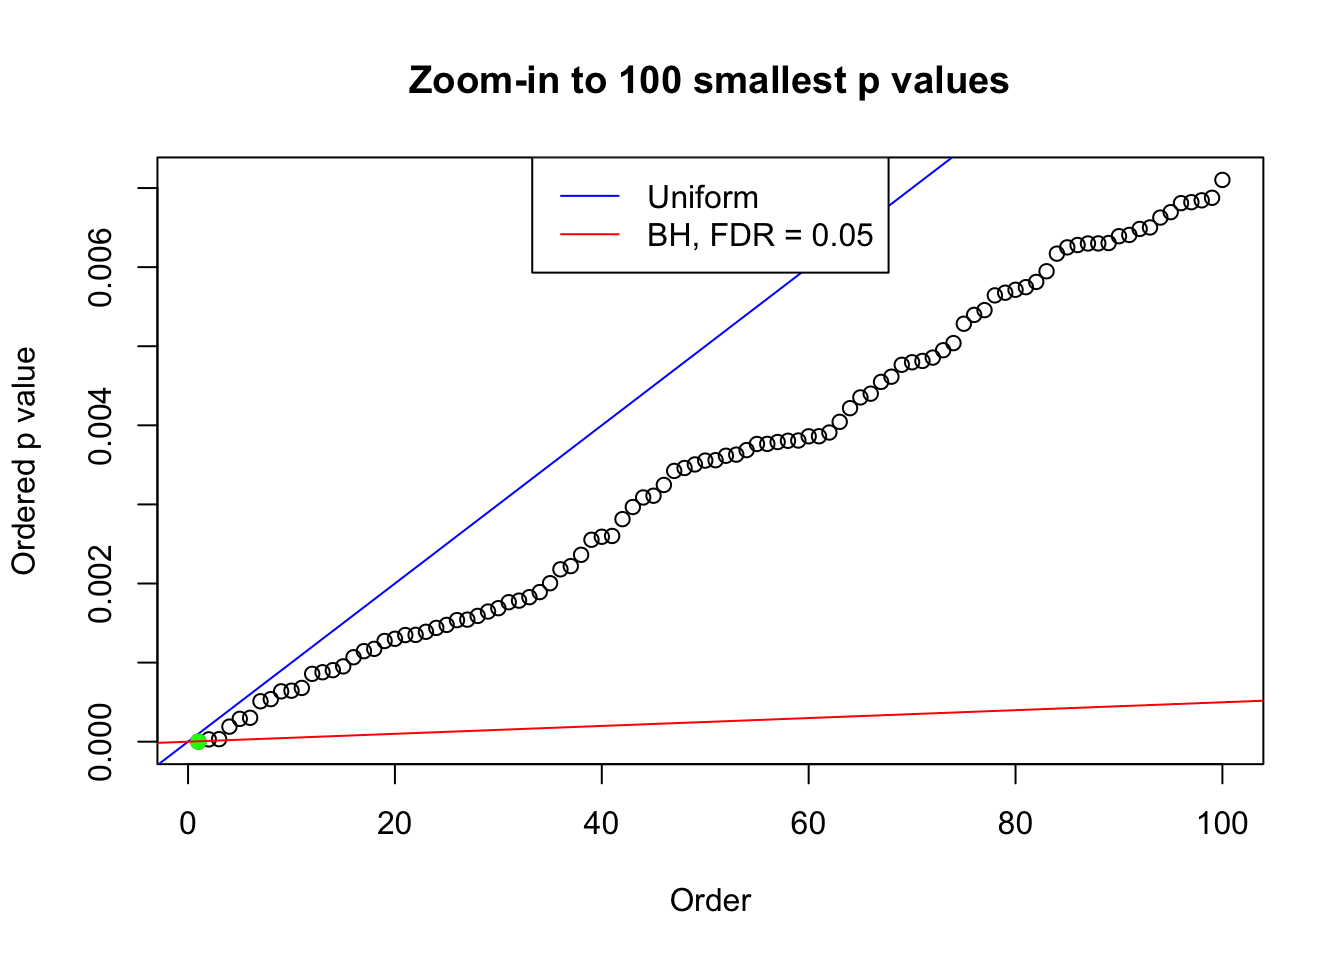 Zoom-in to 100 smallest p values
Uniform
BH, FDR = 0.05
Ordered p value
0.006
0.004
0.002
0.000
0 20 40 60 80 100
Order